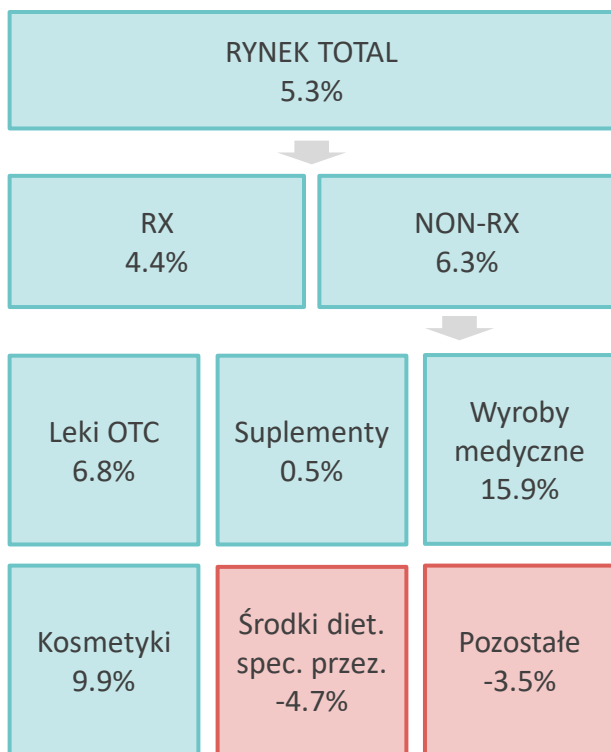 RYNEK TOTAL
5.3%
RX
4.4%
NON-RX
6.3%
Leki OTC
6.8%
Suplementy
0.5%
Wyroby
medyczne
15.9%
Kosmetyki
9.9%
Środki diet.
spec. przez.
-4.7%
Pozostałe
-3.5%